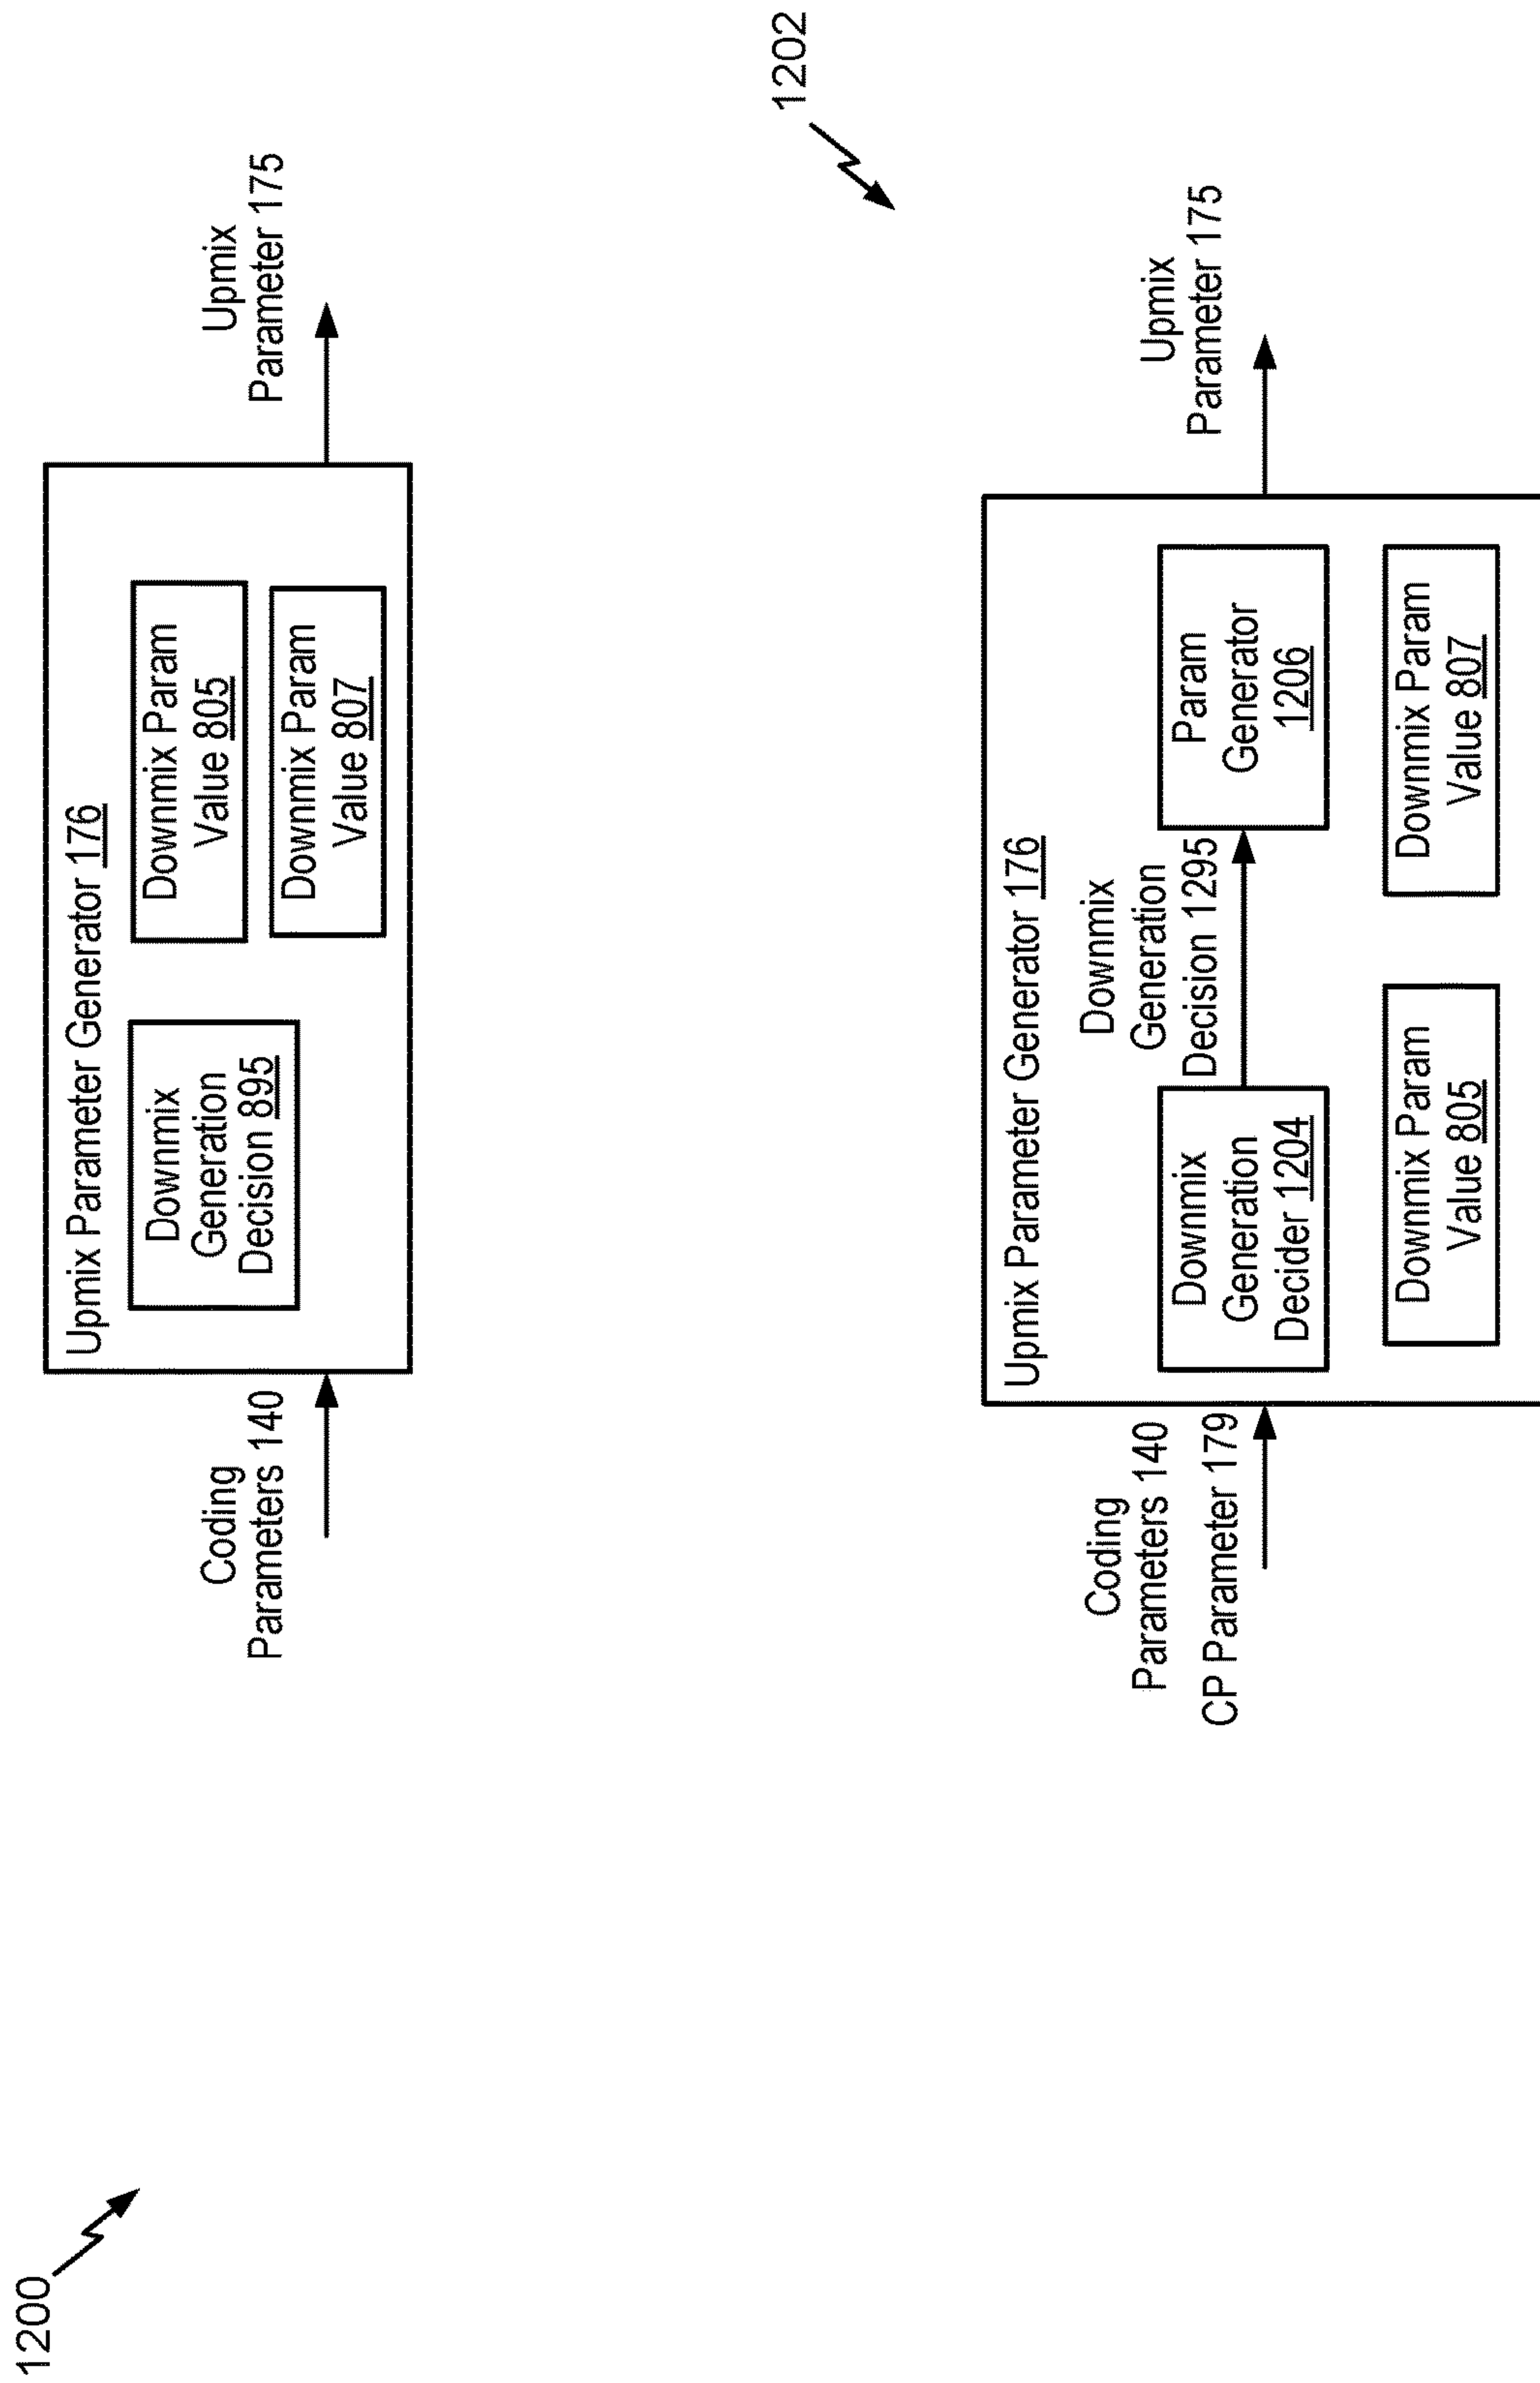 1200
Upmix Parameter Generator 176
Coding
Parameters 140
Downmix
Generation
Decision 895
Downmix Param
Value 805
Downmix Param
Value 807
Upmix
Parameter 175
1202
Upmix Parameter Generator 176
Coding
Parameters 140
CP Parameter 179
Downmix
Generation
Decider 1204
Downmix
Generation
Decision 1295
Param
Generator
1206
Downmix Param
Value 805
Downmix Param
Value 807
Upmix
Parameter 175